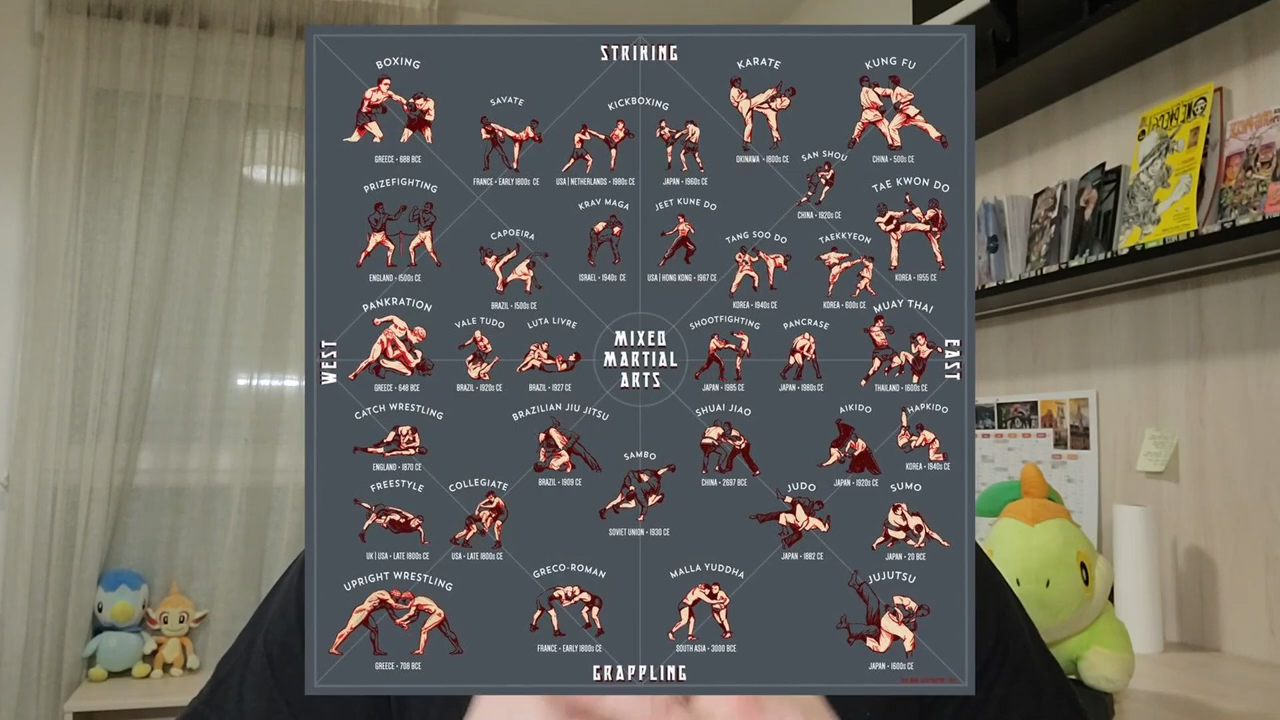 STRIKING
BOXING
GREECE • 688 BCE
SAVATE
FRANCE • EARLY 1800s CE
KICKBOXING
USA | NETHERLANDS • 1980s CE
JAPAN • 1960s CE
KARATE
OKINAWA • 1800s CE
KUNG FU
CHINA • 500s CE
SAN SHOU
CHINA • 1920s CE
PRIZEFIGHTING
ENGLAND • 1500s CE
CAPOEIRA
BRAZIL • 1500s CE
KRAV MAGA
ISRAEL • 1940s CE
JEET KUNE DO
USA | HONG KONG • 1967 CE
TANG SOO DO
KOREA • 1940s CE
TAEKKYEON
KOREA • 600s CE
TAE KWON DO
KOREA • 1955 CE
WEST
PANKRATION
GREECE • 648 BCE
VALE TUDO
BRAZIL • 1920s CE
LUTA LIVRE
BRAZIL • 1927 CE
MIXED
MARTIAL
ARTS
SHOOTFIGHTING
JAPAN • 1985 CE
PANCRASE
JAPAN • 1980s CE
MUAY THAI
THAILAND • 1600s CE
EAST
CATCH WRESTLING
ENGLAND • 1870 CE
BRAZILIAN JIU JITSU
BRAZIL • 1909 CE
SAMBO
SOVIET UNION • 1930 CE
SHUAI JIAO
CHINA • 2697 BCE
AIKIDO
JAPAN • 1920s CE
HAPKIDO
KOREA • 1940s CE
FREESTYLE
UK | USA • LATE 1800s CE
COLLEGIATE
USA • LATE 1800s CE
JUDO
JAPAN • 1882 CE
SUMO
JAPAN • 20 BCE
UPRIGHT WRESTLING
GREECE • 708 BCE
GRECO-ROMAN
FRANCE • EARLY 1800s CE
MALLA YUDDHA
SOUTH ASIA • 3000 BCE
JUJUTSU
JAPAN • 1600s CE
GRAPPLING